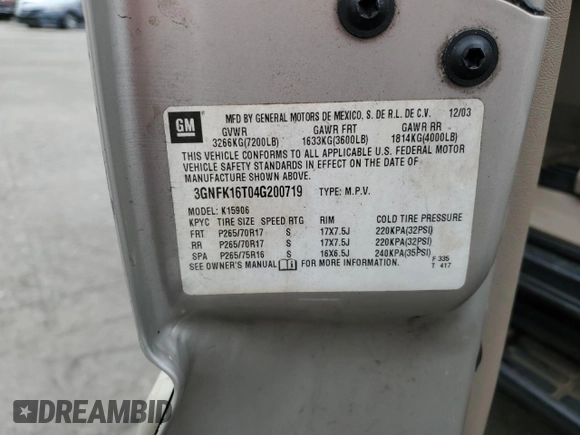 GM
MFD BY GENERAL MOTORS DE MEXICO, S. DE R.L. DE C.V. 12/03
GVWR GAWR FRT GAWR RR
3266KG(7200LB) 1633KG(3600LB) 1814KG(4000LB)
THIS VEHICLE CONFORMS TO ALL APPLICABLE U.S. FEDERAL MOTOR
VEHICLE SAFETY STANDARDS IN EFFECT ON THE DATE OF
MANUFACTURE SHOWN ABOVE.
3GNFK16T04G200719 TYPE: M.P.V.
MODEL: K15906
KPYC TIRE SIZE SPEED RTG RIM COLD TIRE PRESSURE
FRT P265/70R17 S 17X7.5J 220KPA(32PSI)
RR P265/70R17 S 17X7.5J 220KPA(32PSI)
SPA P265/75R16 S 16X6.5J 240KPA(35PSI)
SEE OWNER'S MANUAL FOR MORE INFORMATION
F 335
T 417
DREAMBID